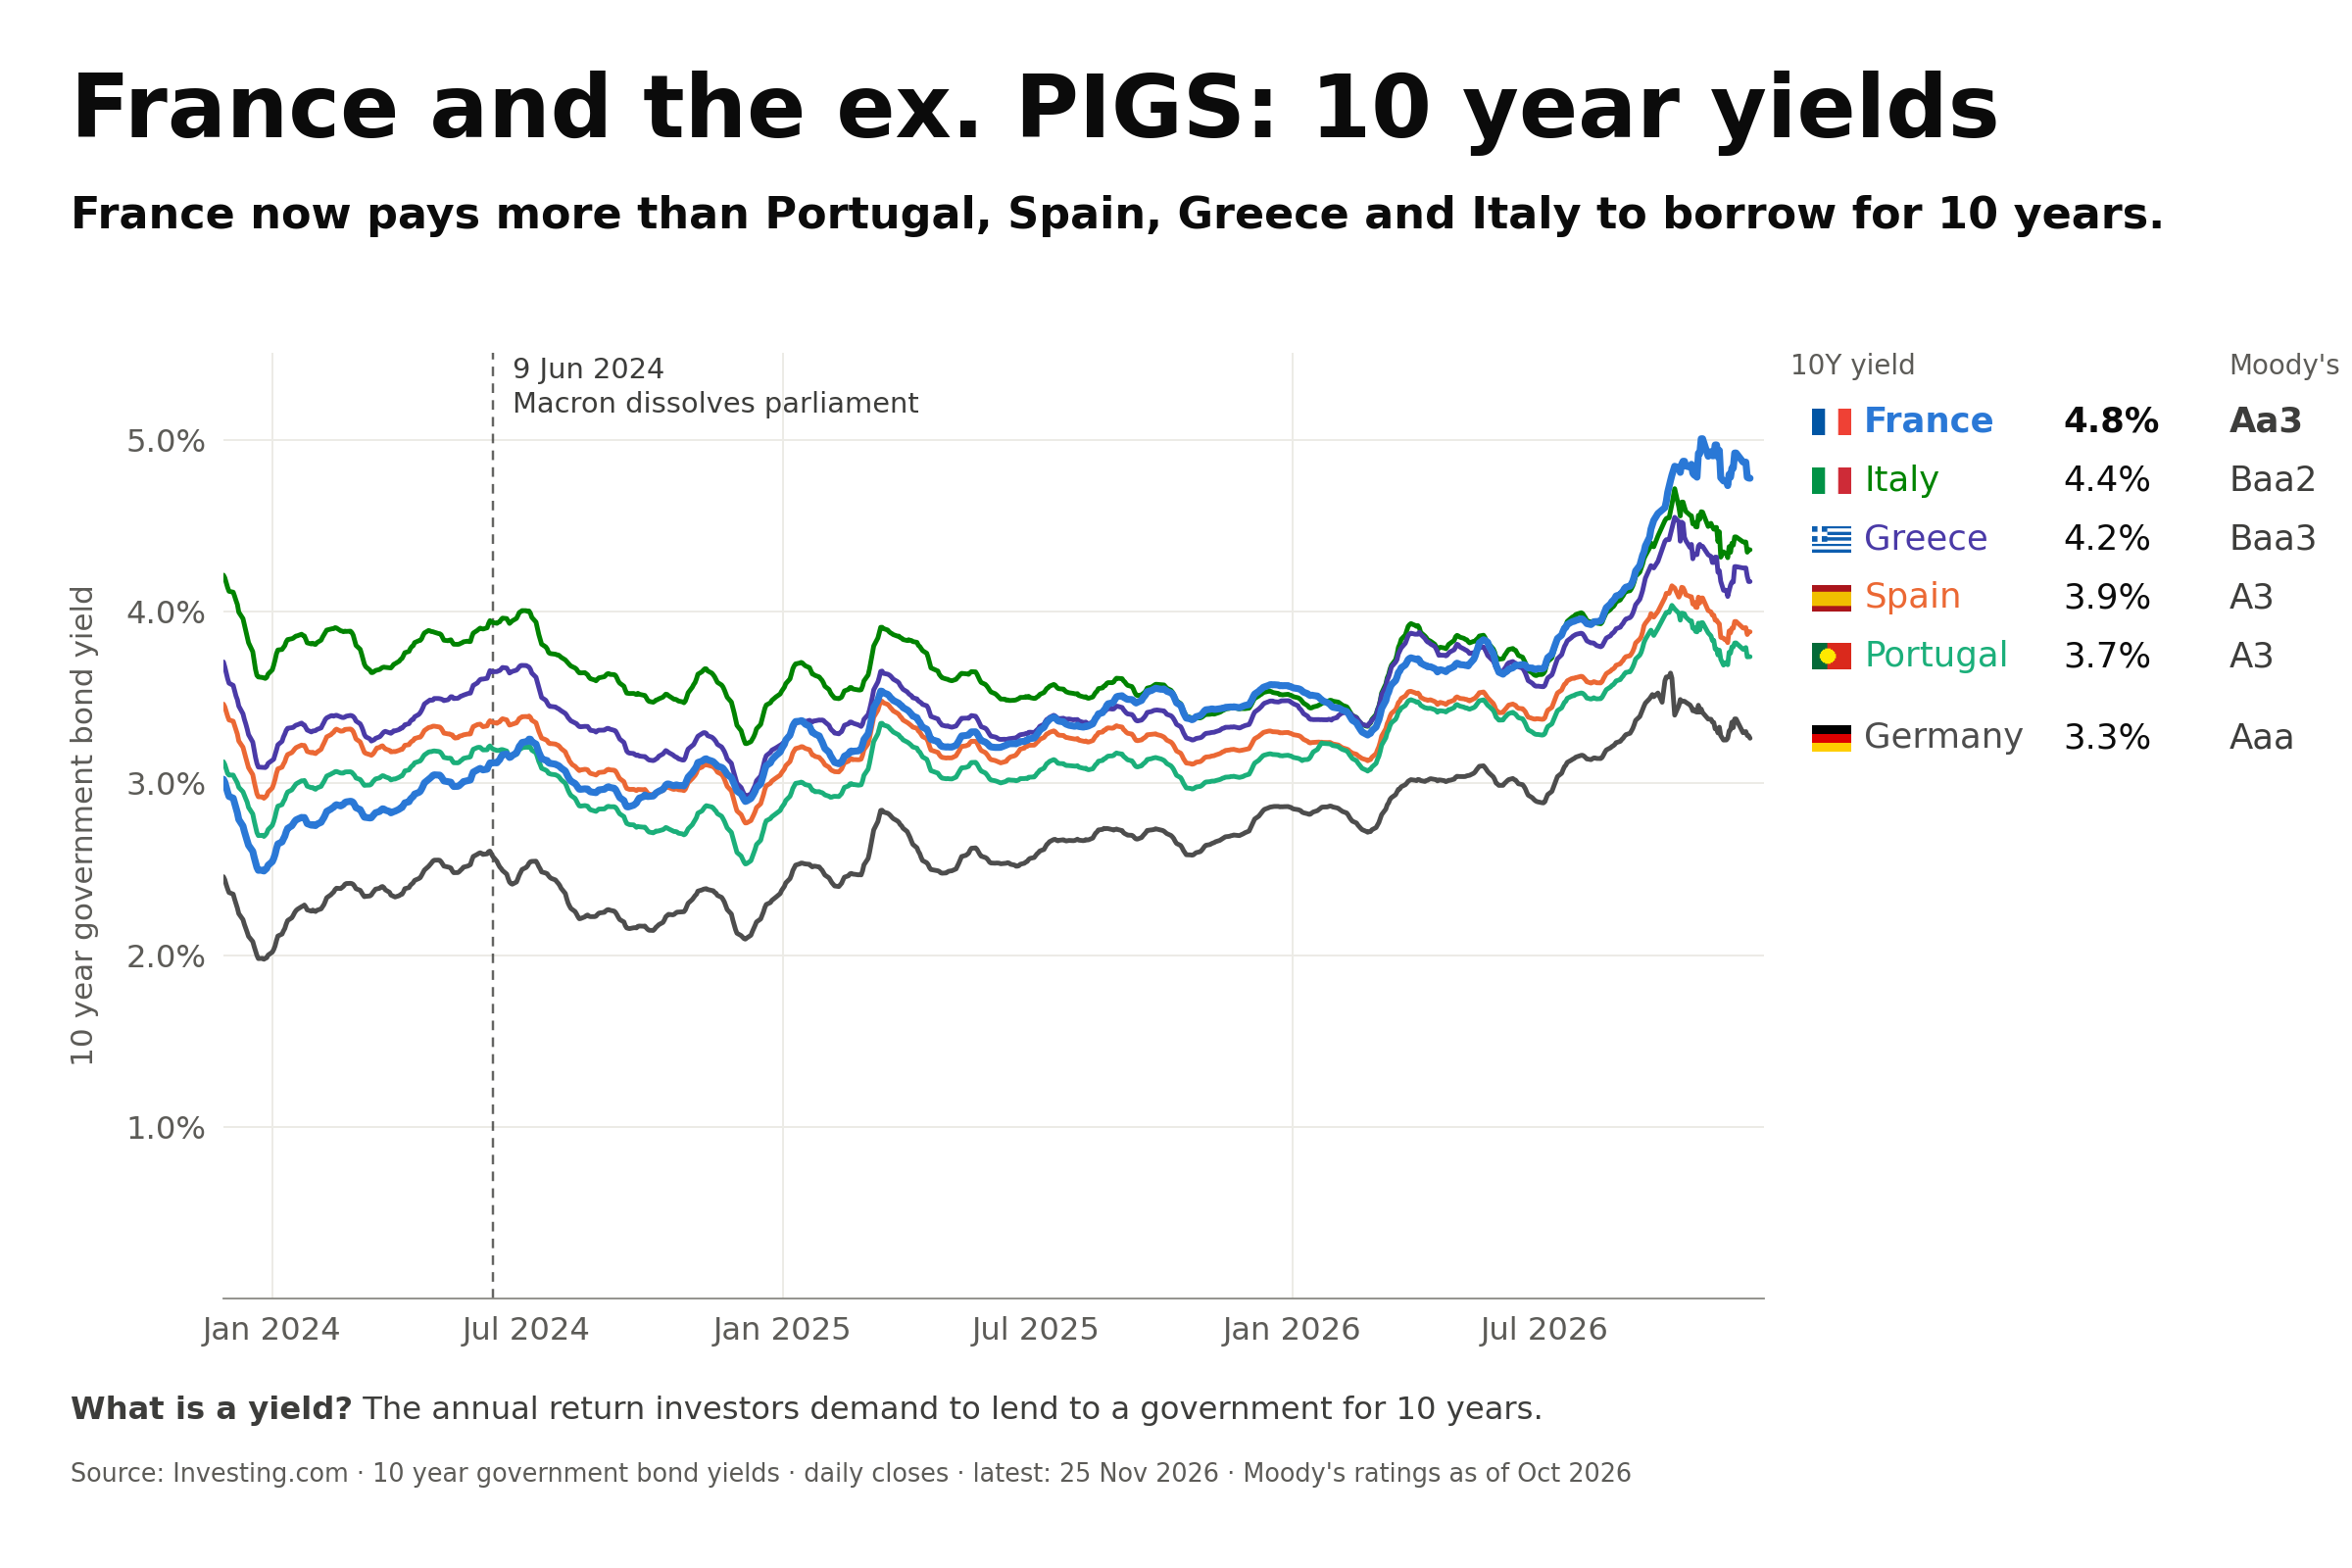 France and the ex. PIGS: 10 year yields
France now pays more than Portugal, Spain, Greece and Italy to borrow for 10 years.
9 Jun 2024
Macron dissolves parliament
10Y yield Moody's
France 4.8% Aa3
Italy 4.4% Baa2
Greece 4.2% Baa3
Spain 3.9% A3
Portugal 3.7% A3
Germany 3.3% Aaa
10 year government bond yield
5.0%
4.0%
3.0%
2.0%
1.0%
Jan 2024 Jul 2024 Jan 2025 Jul 2025 Jan 2026 Jul 2026
What is a yield? The annual return investors demand to lend to a government for 10 years.
Source: Investing.com · 10 year government bond yields · daily closes · latest: 25 Nov 2026 · Moody's ratings as of Oct 2026